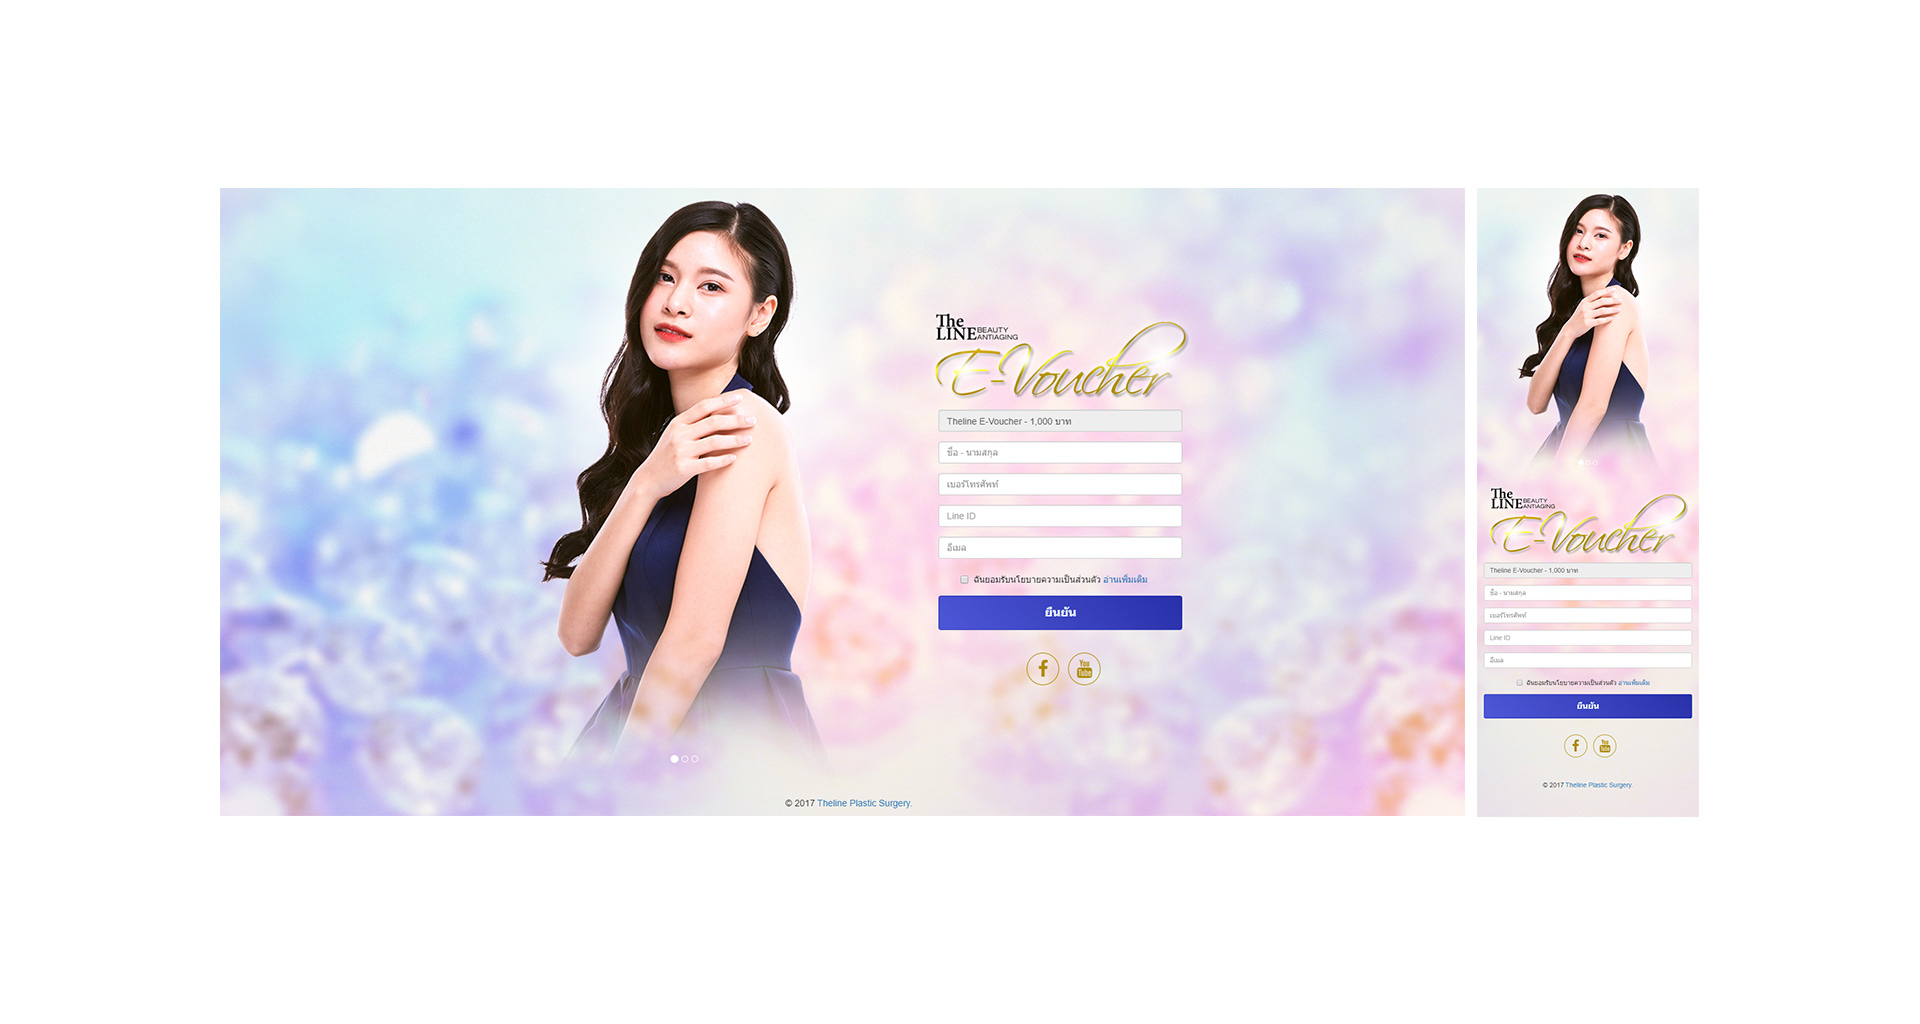 The
LINE BEAUTY
ANTIAGING
E-Voucher
Theline E-Voucher - 1,000 บาท
ชื่อ - นามสกุล
เบอร์โทรศัพท์
Line ID
อีเมล
ฉันยอมรับนโยบายความเป็นส่วนตัว อ่านเพิ่มเติม
ยืนยัน
f You Tube
© 2017 Theline Plastic Surgery.
The
LINE BEAUTY
ANTIAGING
E-Voucher
Theline E-Voucher - 1,000 บาท
ชื่อ - นามสกุล
เบอร์โทรศัพท์
Line ID
อีเมล
ฉันยอมรับนโยบายความเป็นส่วนตัว อ่านเพิ่มเติม
ยืนยัน
f You Tube
© 2017 Theline Plastic Surgery.